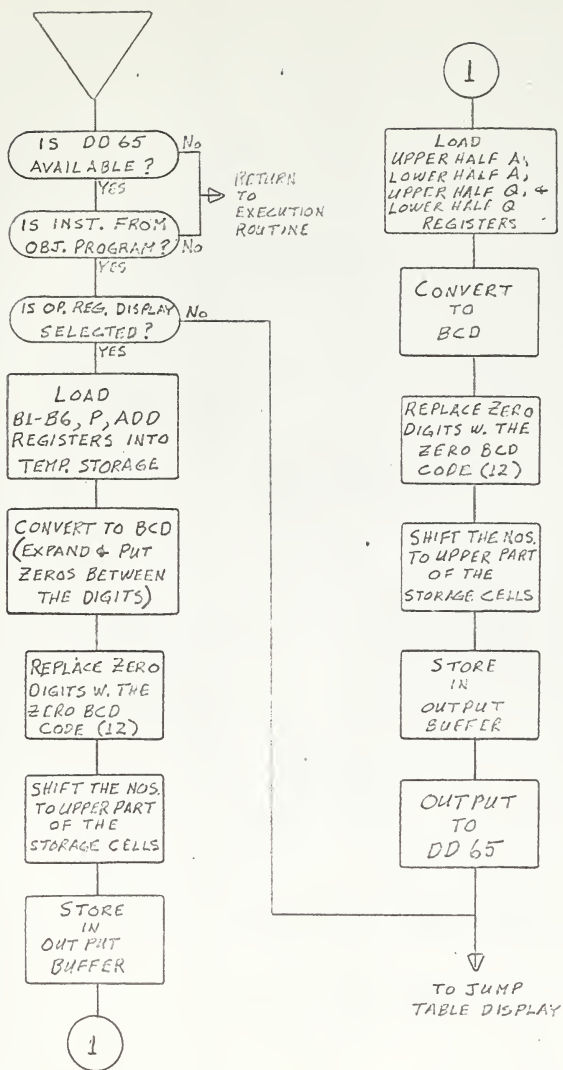 IS DD 65
AVAILABLE?
No
YES
RETURN
TO
EXECUTION
ROUTINE
IS INST. FROM
OBJ. PROGRAM?
No
YES
IS OP. REG. DISPLAY
SELECTED?
No
YES
LOAD
B1-B6, P, ADD
REGISTERS INTO
TEMP. STORAGE
CONVERT TO BCD
(EXPAND & PUT
ZEROS BETWEEN
THE DIGITS)
REPLACE ZERO
DIGITS W. THE
ZERO BCD
CODE (12)
SHIFT THE NOS.
TO UPPER PART
OF THE
STORAGE CELLS
STORE
IN
OUTPUT
BUFFER
1
1
LOAD
UPPER HALF A,
LOWER HALF A,
UPPER HALF Q, &
LOWER HALF Q
REGISTERS
CONVERT
TO
BCD
REPLACE ZERO
DIGITS W. THE
ZERO BCD
CODE (12)
SHIFT THE NOS.
TO UPPER PART
OF THE
STORAGE CELLS
STORE
IN
OUTPUT
BUFFER
OUTPUT
TO
DD 65
TO JUMP
TABLE DISPLAY